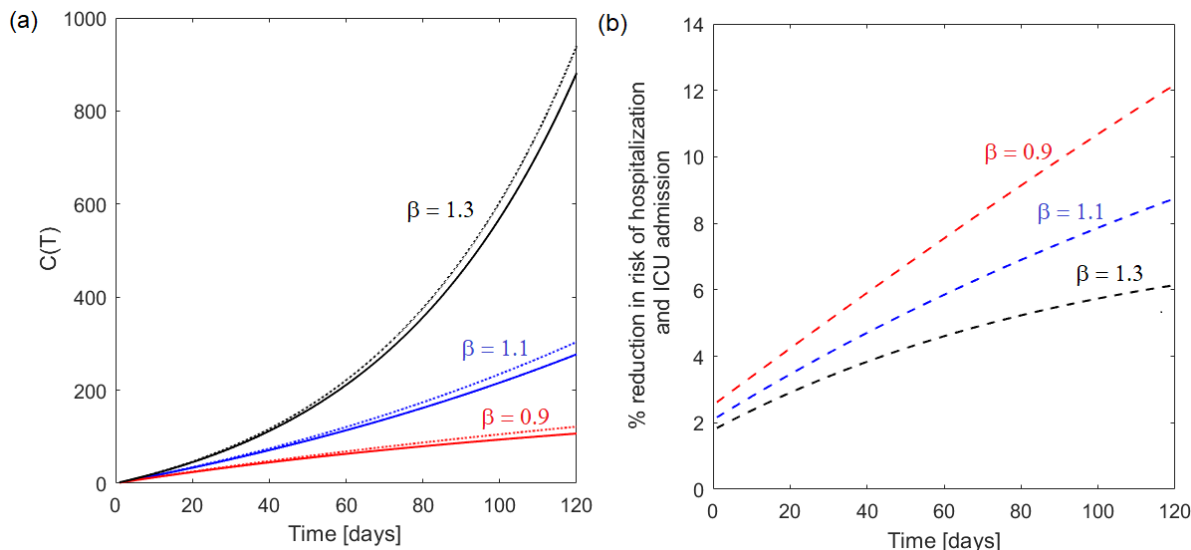 (a)
1000
800
600
400
200
0
C(T)
β = 1.3
β = 1.1
β = 0.9
0 20 40 60 80 100 120
Time [days]
(b)
14
12
10
8
6
4
2
0
% reduction in risk of hospitalization
and ICU admission
β = 0.9
β = 1.1
β = 1.3
0 20 40 60 80 100 120
Time [days]